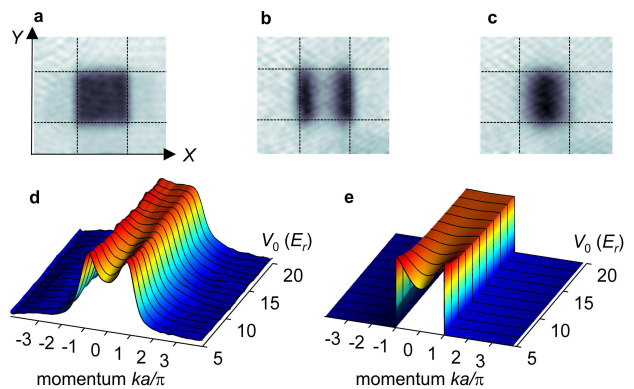 a
b
c
Y
X
d
e
V0 (Er)
20
15
10
5
-3 -2 -1 0 1 2 3
momentum ka/π
V0 (Er)
20
15
10
5
-3 -2 -1 0 1 2 3
momentum ka/π